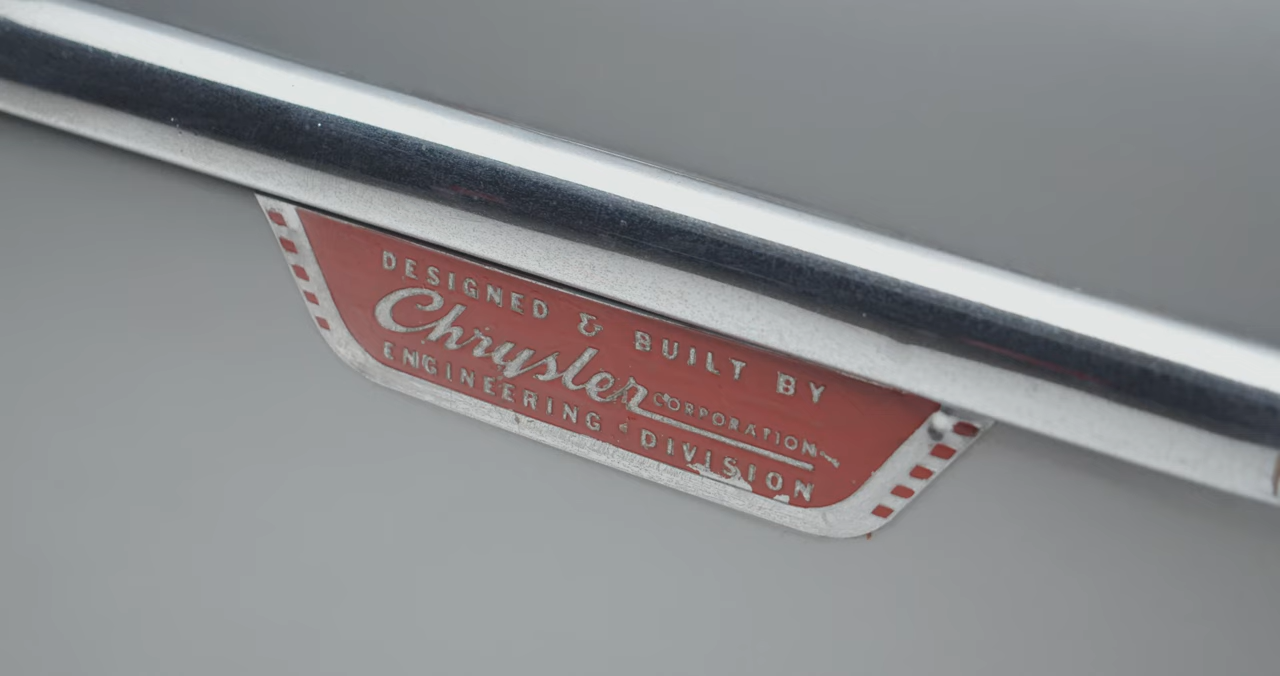 DESIGNED & BUILT BY
Chrysler CORPORATION
ENGINEERING - DIVISION